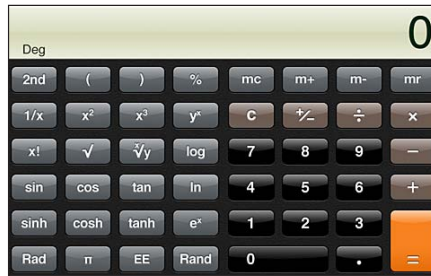 0
Deg
2nd ( ) % mc m+ m- mr
1/x x² x³ yˣ C +/− ÷ ×
x! √ ˣ√y log 7 8 9 −
sin cos tan ln 4 5 6 +
sinh cosh tanh eˣ 1 2 3
Rad π EE Rand 0 . =